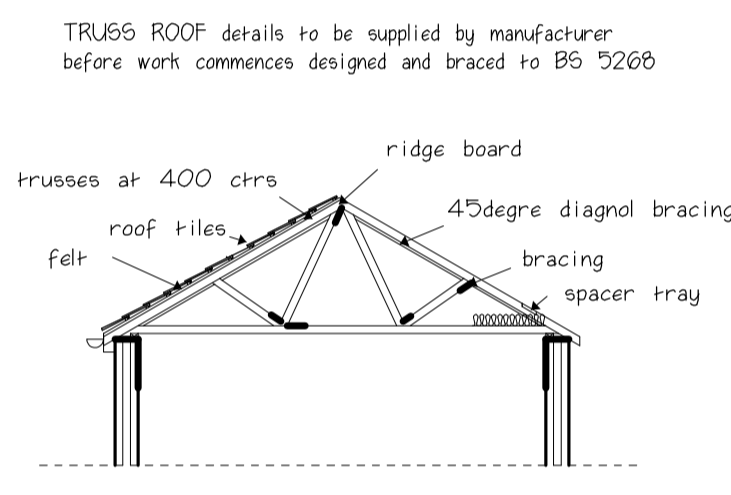 TRUSS ROOF details to be supplied by manufacturer
before work commences designed and braced to BS 5268
ridge board
trusses at 400 ctrs
45degre diagnol bracing
roof tiles
felt
bracing
spacer tray